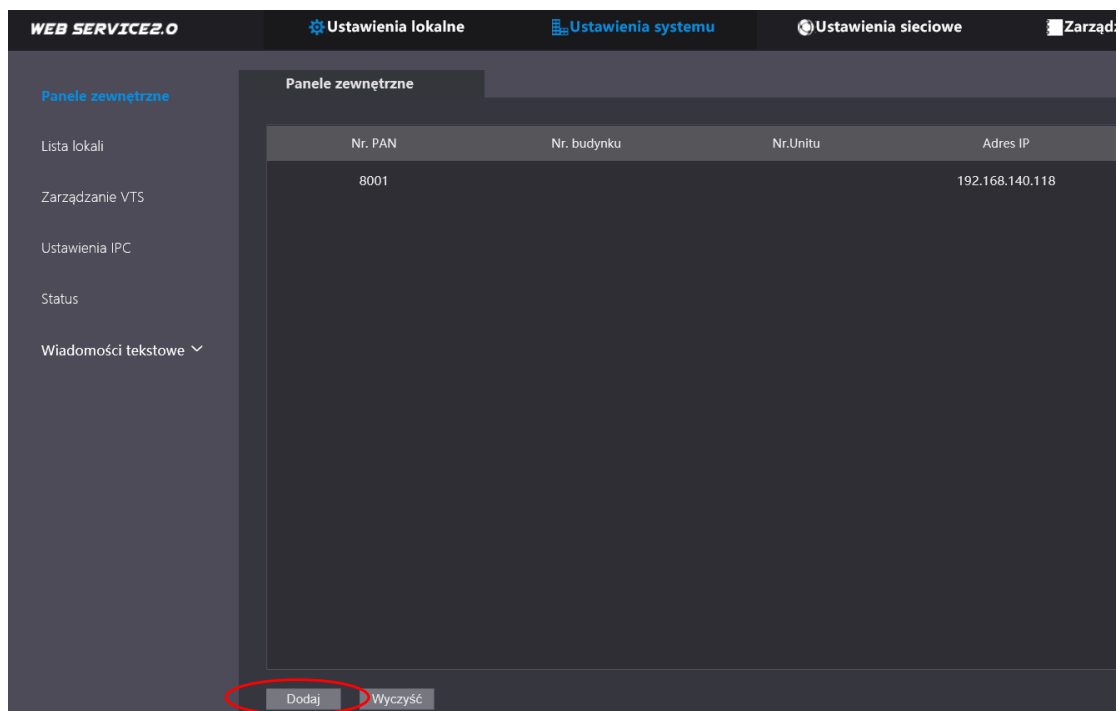 WEB SERVICE2.0 Ustawienia lokalne Ustawienia systemu Ustawienia sieciowe
Panele zewnętrzne
Panele zewnętrzne
Lista lokali
Zarządzanie VTS
Ustawienia IPC
Status
Wiadomości tekstowe
Nr. PAN Nr. budynku Nr.Unitu Adres IP
8001 192.168.140.118
Dodaj Wyczyść